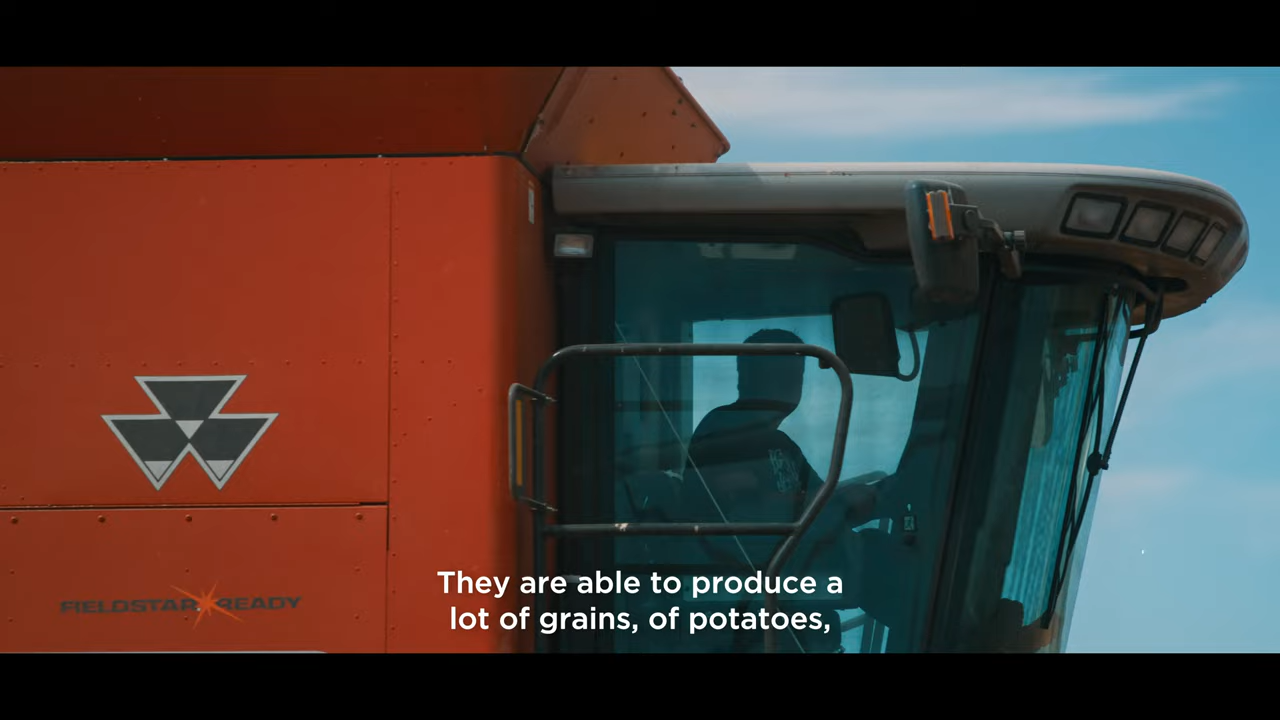 FIELDSTAR READY
They are able to produce a
lot of grains, of potatoes,